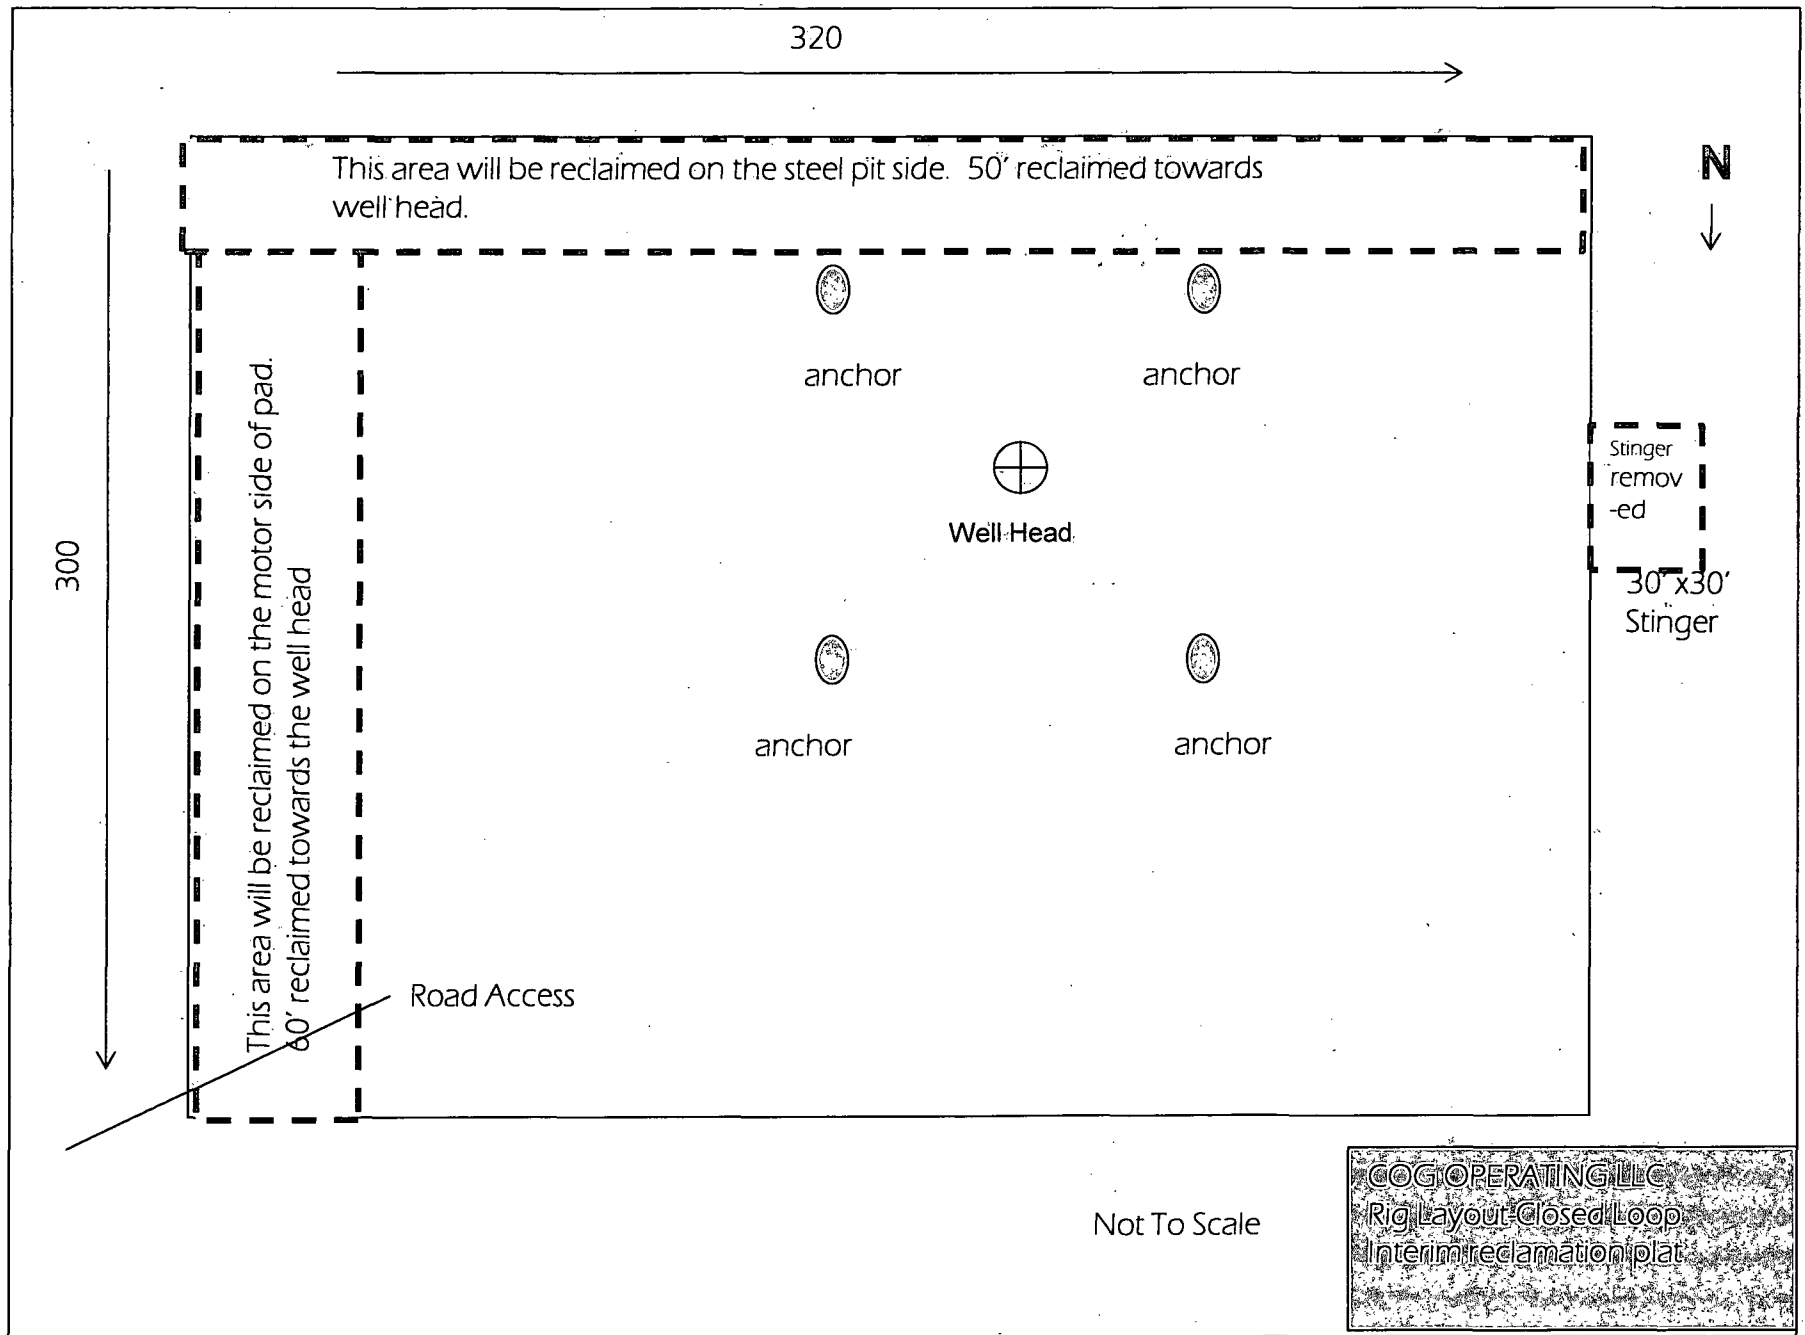 320
This area will be reclaimed on the steel pit side. 50' reclaimed towards
well head.
N
300
This area will be reclaimed on the motor side of pad.
60' reclaimed towards the well head
anchor
anchor
Stinger
remov
-ed
Well Head
30' x30'
Stinger
anchor
anchor
Road Access
Not To Scale
COG OPERATING LLC
Rig Layout Closed Loop
Interim reclamation plat